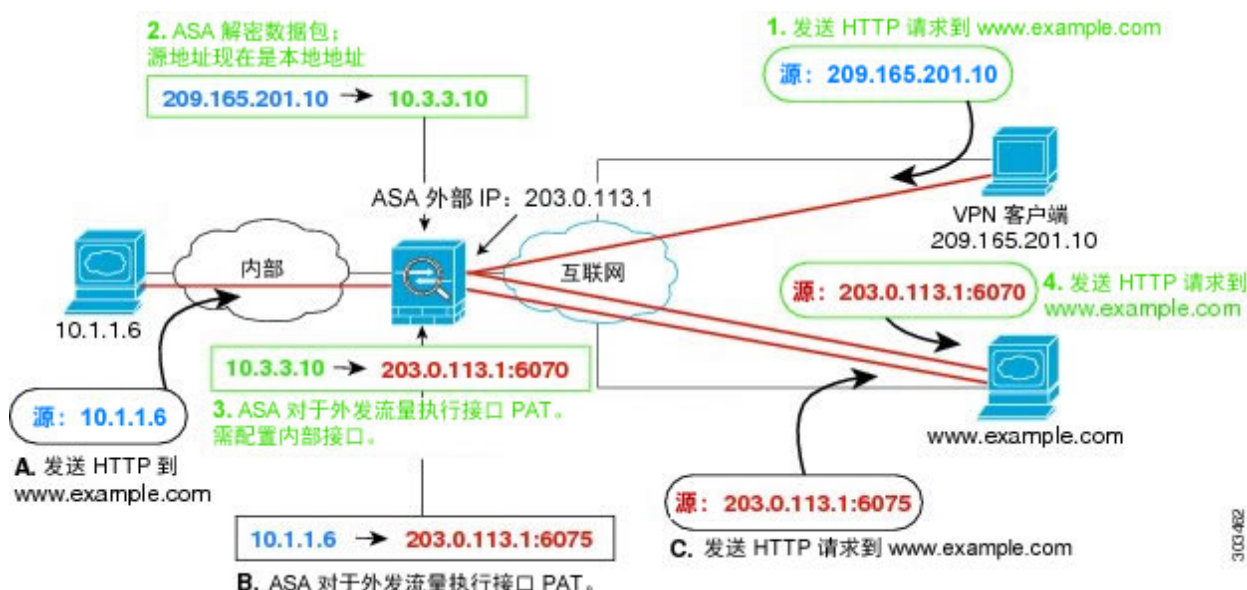 2. ASA 解密数据包；
源地址现在是本地地址
209.165.201.10 → 10.3.3.10
1. 发送 HTTP 请求到 www.example.com
源：209.165.201.10
ASA 外部 IP：203.0.113.1
VPN 客户端
209.165.201.10
内部
互联网
10.1.1.6
源：203.0.113.1:6070
4. 发送 HTTP 请求到
www.example.com
10.3.3.10 → 203.0.113.1:6070
3. ASA 对于外发流量执行接口 PAT。
需配置内部接口。
源：10.1.1.6
A. 发送 HTTP 到
www.example.com
www.example.com
源：203.0.113.1:6075
10.1.1.6 → 203.0.113.1:6075
C. 发送 HTTP 请求到 www.example.com
B. ASA 对于外发流量执行接口 PAT。
303462